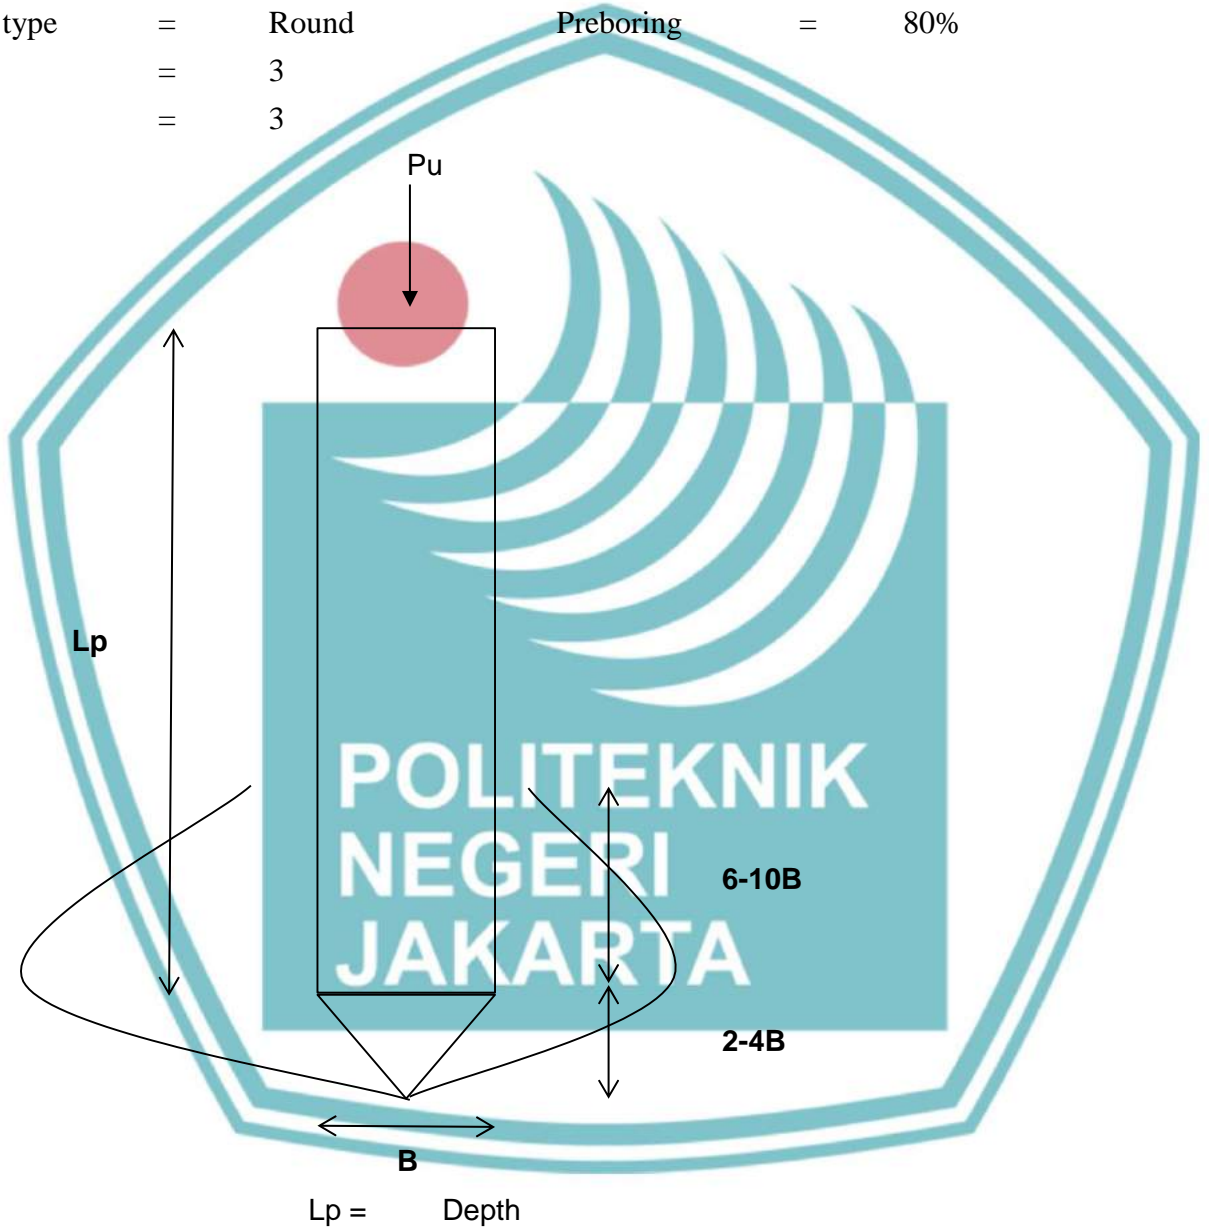 type = Round Preboring = 80%
= 3
= 3
Pu
Lp
POLITEKNIK
NEGERI
6-10B
JAKARTA
2-4B
B
Lp = Depth